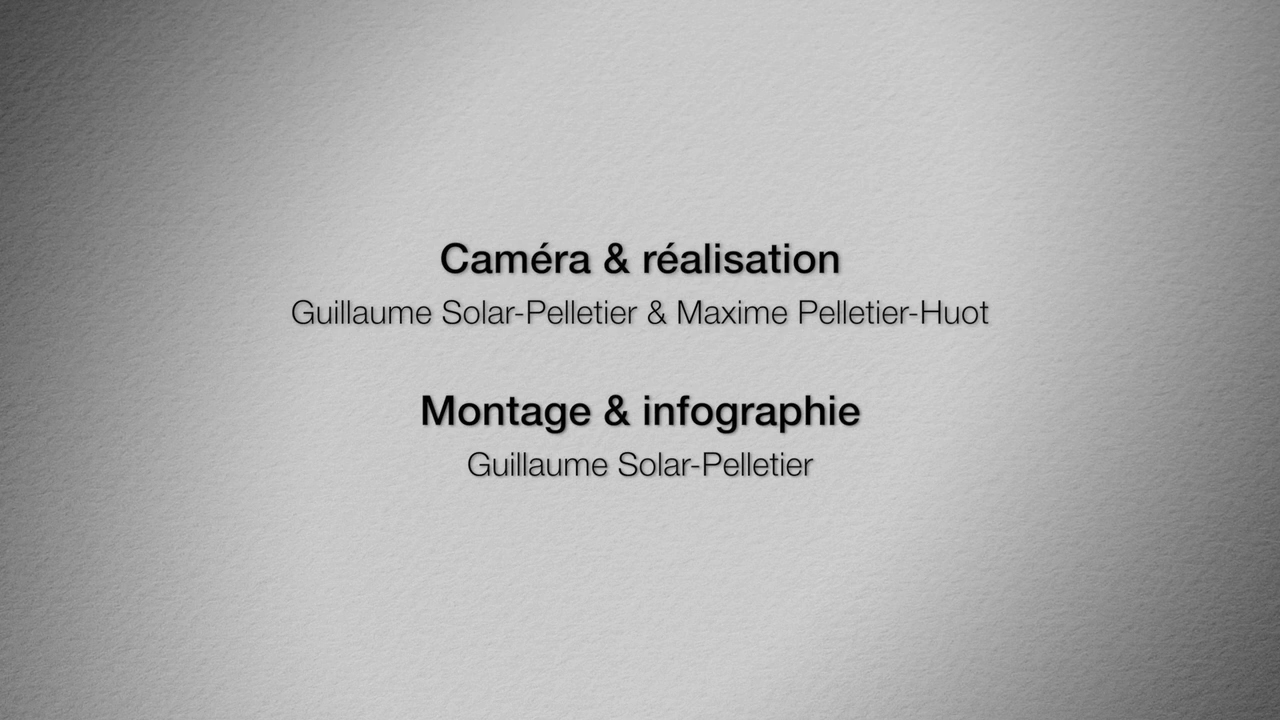 Caméra & réalisation
Guillaume Solar-Pelletier & Maxime Pelletier-Huot
Montage & infographie
Guillaume Solar-Pelletier